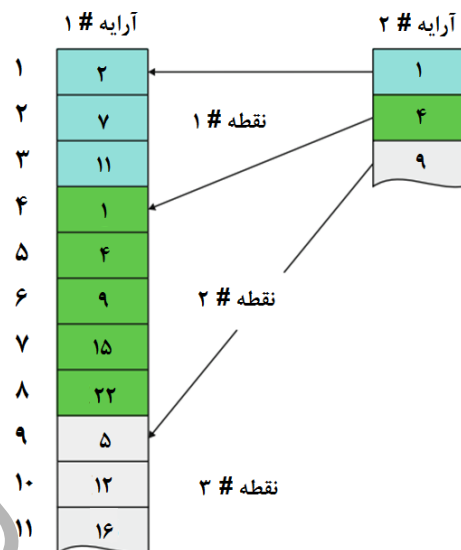 آرایه # ۱
آرایه # ۲
۱ ۲ ۱
۲ ۷ نقطه # ۱ ۴
۳ ۱۱ ۹
۴ ۱
۵ ۴
۶ ۹ نقطه # ۲
۷ ۱۵
۸ ۲۲
۹ ۵
۱۰ ۱۲ نقطه # ۳
۱۱ ۱۶